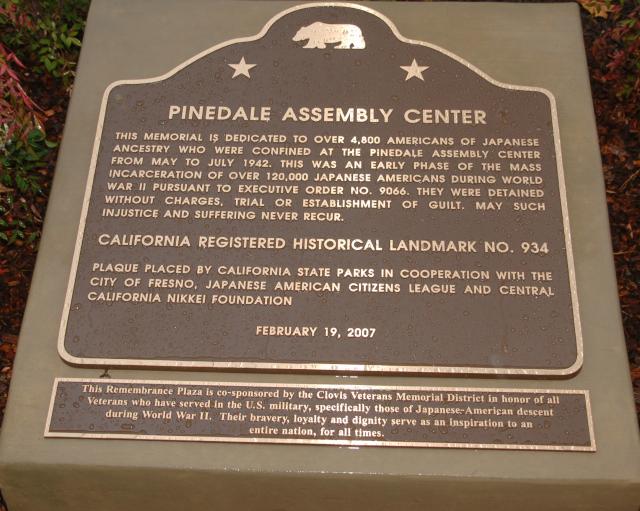 PINEDALE ASSEMBLY CENTER
THIS MEMORIAL IS DEDICATED TO OVER 4,800 AMERICANS OF JAPANESE
ANCESTRY WHO WERE CONFINED AT THE PINEDALE ASSEMBLY CENTER
FROM MAY TO JULY 1942. THIS WAS AN EARLY PHASE OF THE MASS
INCARCERATION OF OVER 120,000 JAPANESE AMERICANS DURING WORLD
WAR II PURSUANT TO EXECUTIVE ORDER NO. 9066. THEY WERE DETAINED
WITHOUT CHARGES, TRIAL OR ESTABLISHMENT OF GUILT. MAY SUCH
INJUSTICE AND SUFFERING NEVER RECUR.
CALIFORNIA REGISTERED HISTORICAL LANDMARK NO. 934
PLAQUE PLACED BY CALIFORNIA STATE PARKS IN COOPERATION WITH THE
CITY OF FRESNO, JAPANESE AMERICAN CITIZENS LEAGUE AND CENTRAL
CALIFORNIA NIKKEI FOUNDATION
FEBRUARY 19, 2007
This Remembrance Plaza is co-sponsored by the Clovis Veterans Memorial District in honor of all
Veterans who have served in the U.S. military, specifically those of Japanese-American descent
during World War II. Their bravery, loyalty and dignity serve as an inspiration to an
entire nation, for all times.